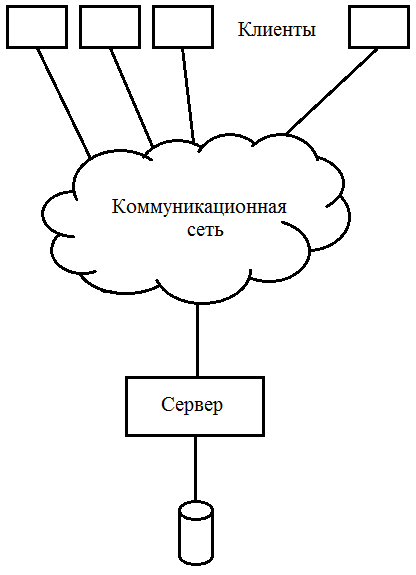 Клиенты
Коммуникационная
сеть
Сервер